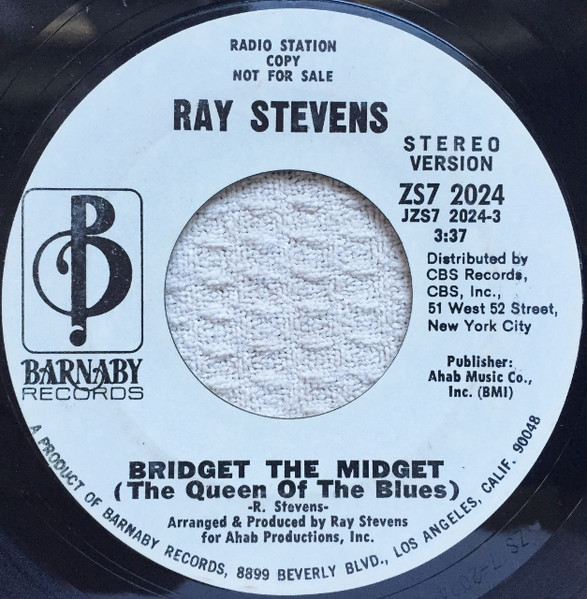 RADIO STATION
COPY
NOT FOR SALE
RAY STEVENS
STEREO
VERSION
ZS7 2024
JZS7 2024-3
3:37
Distributed by
CBS Records,
CBS, Inc.,
51 West 52 Street,
New York City
Publisher:
Ahab Music Co.,
Inc. (BMI)
BARNABY
RECORDS
BRIDGET THE MIDGET
(The Queen Of The Blues)
-R. Stevens-
Arranged & Produced by Ray Stevens
for Ahab Productions, Inc.
A PRODUCT OF BARNABY RECORDS, 8899 BEVERLY BLVD., LOS ANGELES, CALIF. 90048